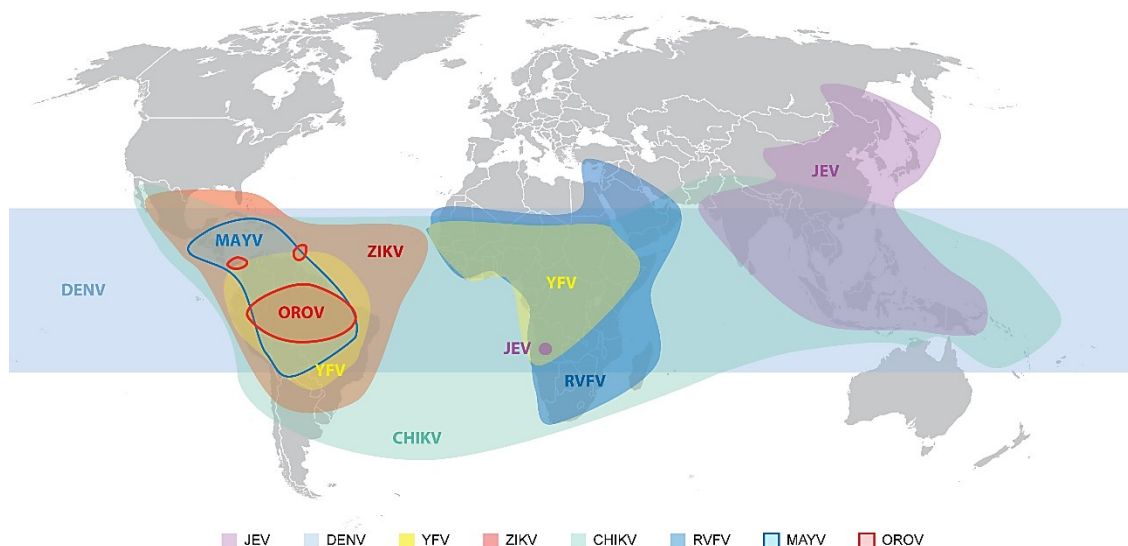 JEV
MAYV
ZIKV
DENV
YFV
OROV
JEV
YFV
RVFV
CHIKV
JEV DENV YFV ZIKV CHIKV RVFV MAYV OROV